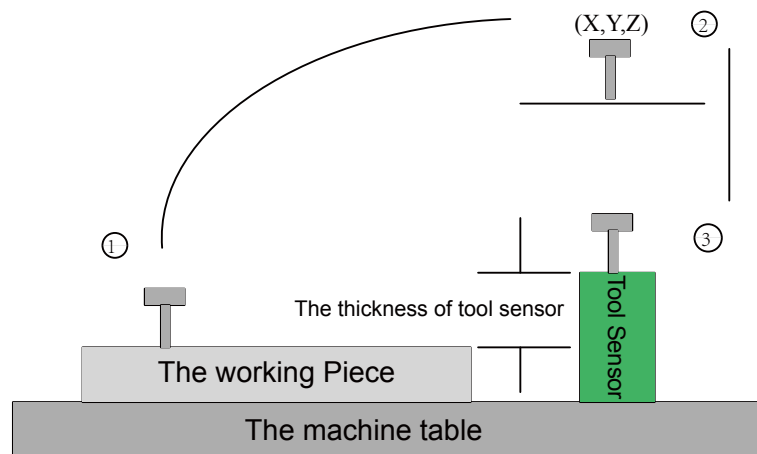 (X,Y,Z)
②
①
③
The thickness of tool sensor
Tool Sensor
The working Piece
The machine table